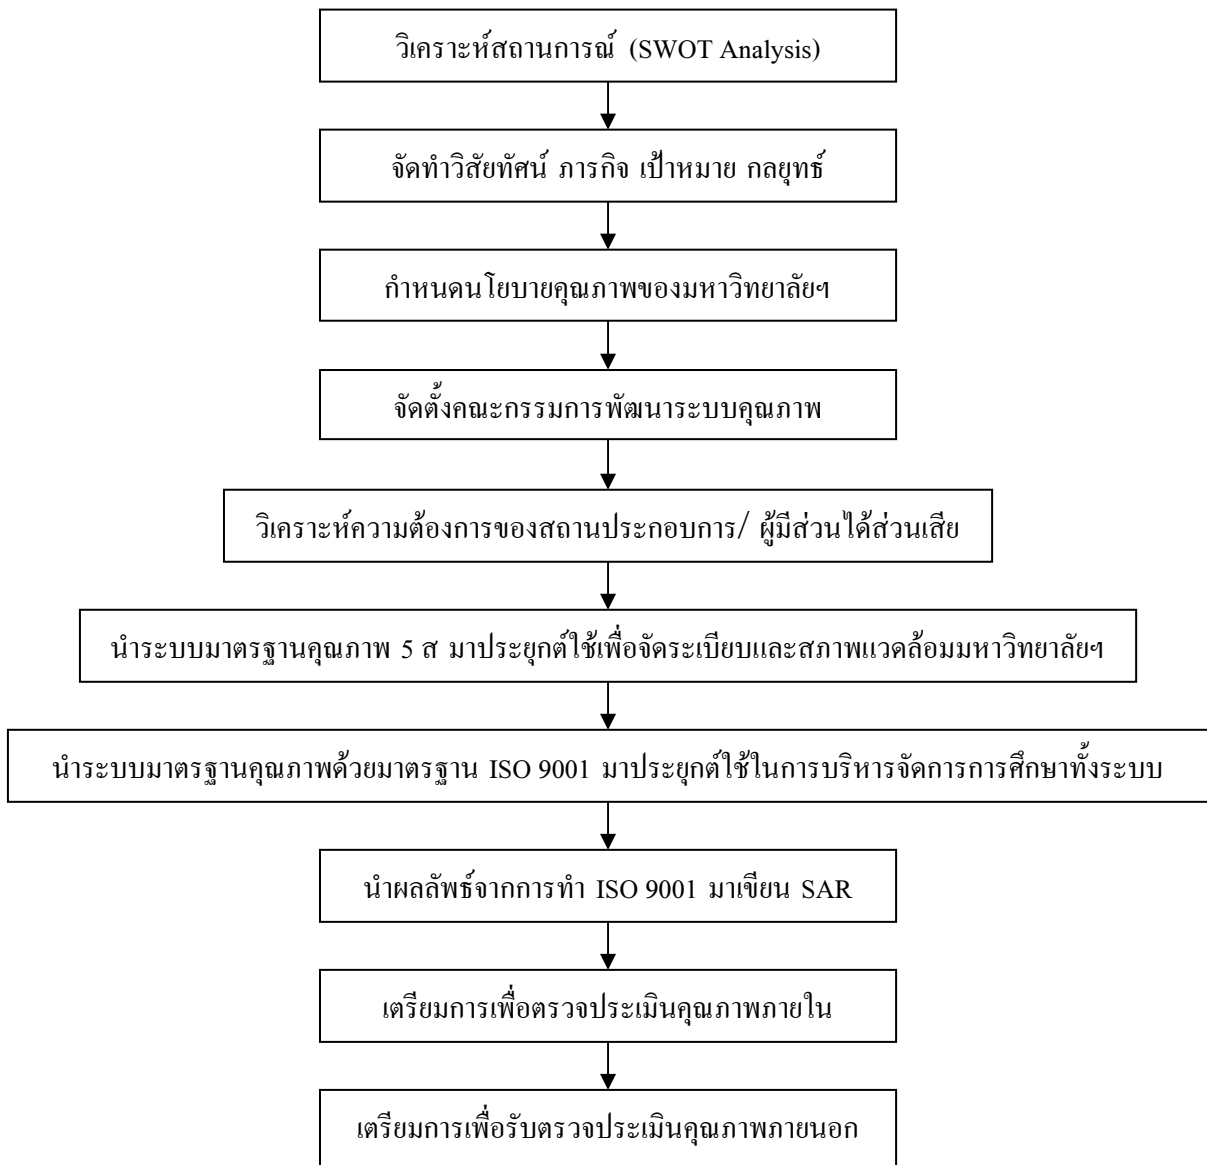 วิเคราะห์สถานการณ์ (SWOT Analysis)
จัดทำวิสัยทัศน์ ภารกิจ เป้าหมาย กลยุทธ์
กำหนดนโยบายคุณภาพของมหาวิทยาลัยฯ
จัดตั้งคณะกรรมการพัฒนาระบบคุณภาพ
วิเคราะห์ความต้องการของสถานประกอบการ/ ผู้มีส่วนได้ส่วนเสีย
นำระบบมาตรฐานคุณภาพ 5 ส มาประยุกต์ใช้เพื่อจัดระเบียบและสภาพแวดล้อมมหาวิทยาลัยฯ
นำระบบมาตรฐานคุณภาพด้วยมาตรฐาน ISO 9001 มาประยุกต์ใช้ในการบริหารจัดการการศึกษาทั้งระบบ
นำผลลัพธ์จากการทำ ISO 9001 มาเขียน SAR
เตรียมการเพื่อตรวจประเมินคุณภาพภายใน
เตรียมการเพื่อรับตรวจประเมินคุณภาพภายนอก